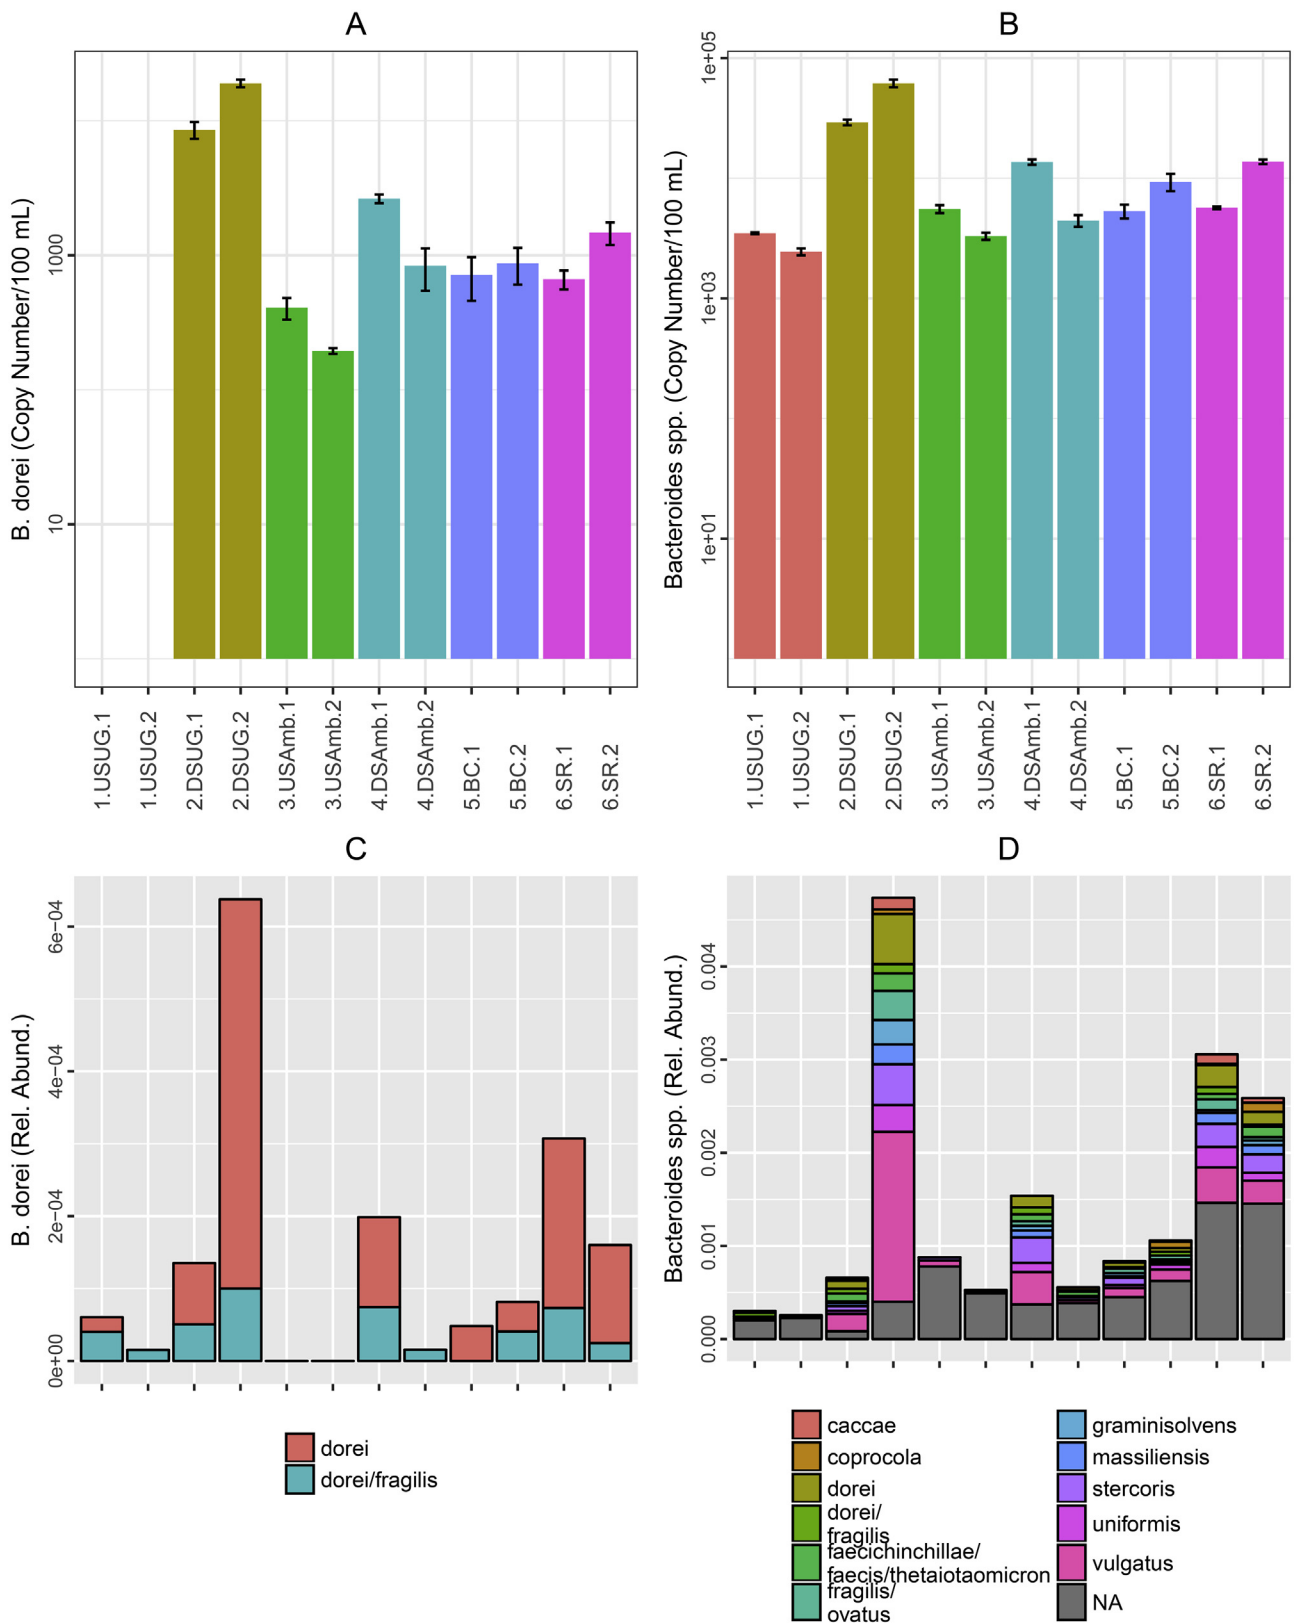 A
B. dorei (Copy Number/100 mL)
1000
10
1.USUG.1
1.USUG.2
2.DSUG.1
2.DSUG.2
3.USAmb.1
3.USAmb.2
4.DSAmb.1
4.DSAmb.2
5.BC.1
5.BC.2
6.SR.1
6.SR.2
B
Bacteroides spp. (Copy Number/100 mL)
1e+05
1e+03
1e+01
1.USUG.1
1.USUG.2
2.DSUG.1
2.DSUG.2
3.USAmb.1
3.USAmb.2
4.DSAmb.1
4.DSAmb.2
5.BC.1
5.BC.2
6.SR.1
6.SR.2
C
B. dorei (Rel. Abund.)
6e−04
4e−04
2e−04
0e+00
dorei
dorei/fragilis
D
Bacteroides spp. (Rel. Abund.)
0.004
0.003
0.002
0.001
0.000
caccae
coprocola
dorei
dorei/
fragilis
faecichinchillae/
faecis/thetaiotaomicron
fragilis/
ovatus
graminisolvens
massiliensis
stercoris
uniformis
vulgatus
NA